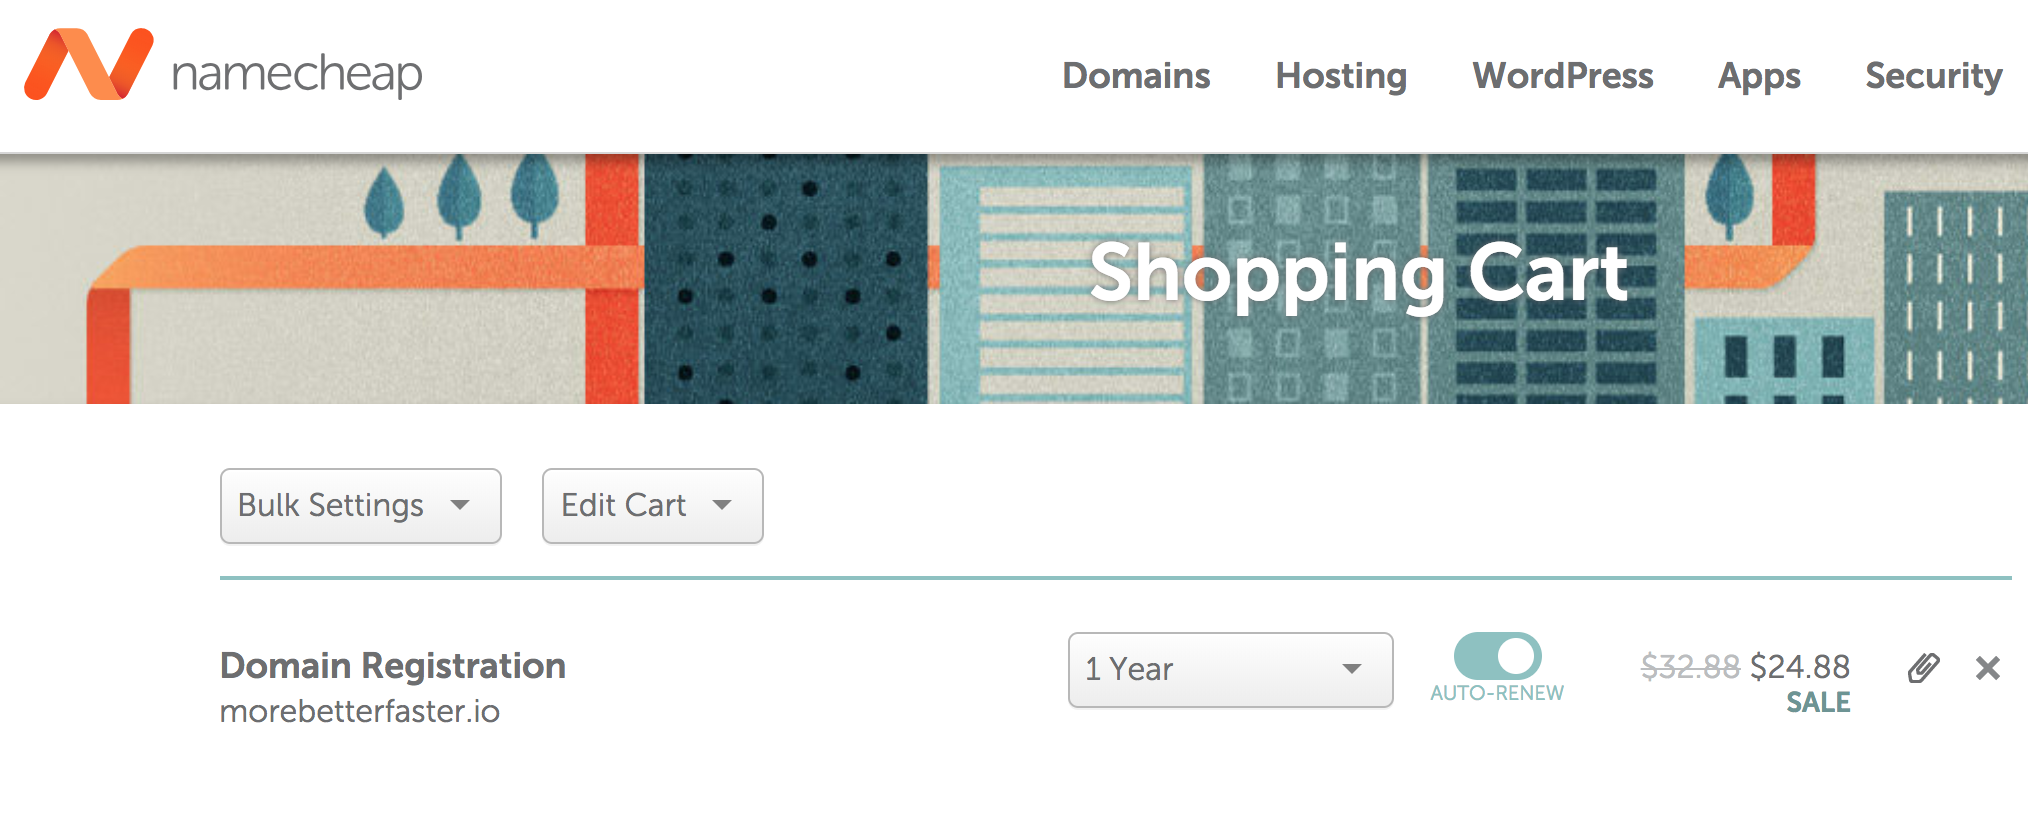 namecheap
Domains Hosting WordPress Apps Security
Shopping Cart
Bulk Settings Edit Cart
Domain Registration
morebetterfaster.io
1 Year
AUTO-RENEW
$32.88 $24.88
SALE